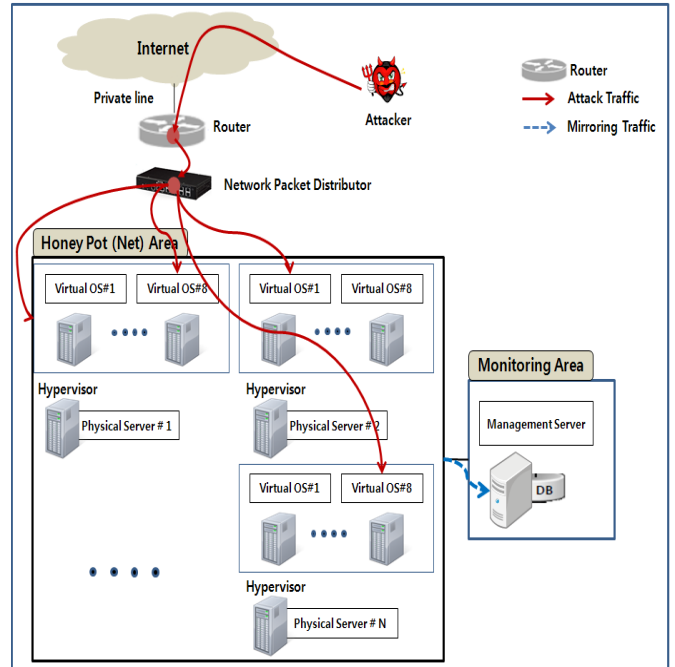 Internet
Private line
Router
Attacker
Router
Attack Traffic
Mirroring Traffic
Network Packet Distributor
Honey Pot (Net) Area
Virtual OS#1
Virtual OS#8
Virtual OS#1
Virtual OS#8
Hypervisor
Physical Server # 1
Hypervisor
Physical Server # 2
Virtual OS#1
Virtual OS#8
Hypervisor
Physical Server # N
Monitoring Area
Management Server
DB